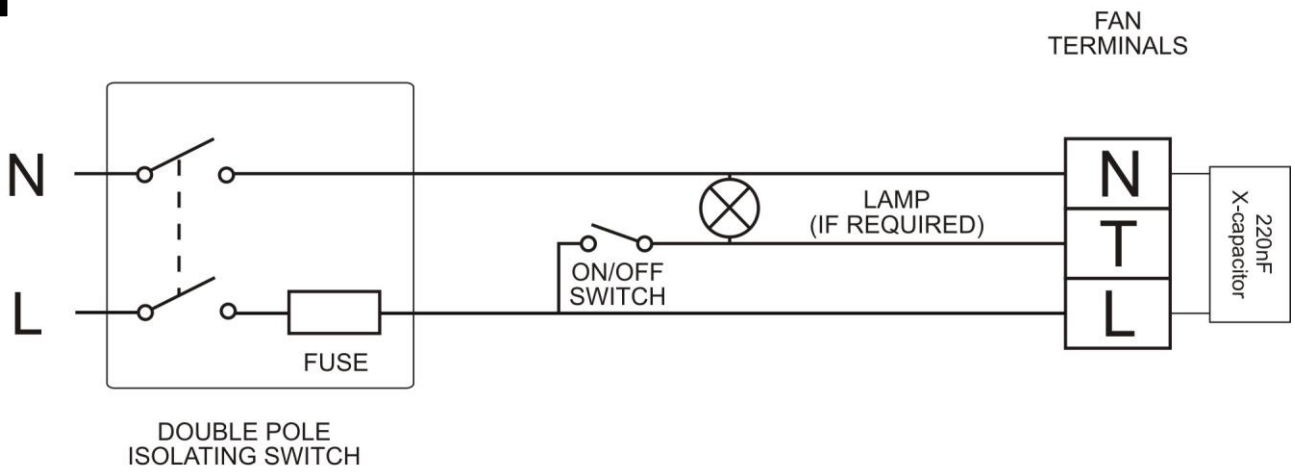 FAN
TERMINALS
N
N
LAMP
(IF REQUIRED)
T
ON/OFF
SWITCH
220nF
X-capacitor
L
L
FUSE
DOUBLE POLE
ISOLATING SWITCH